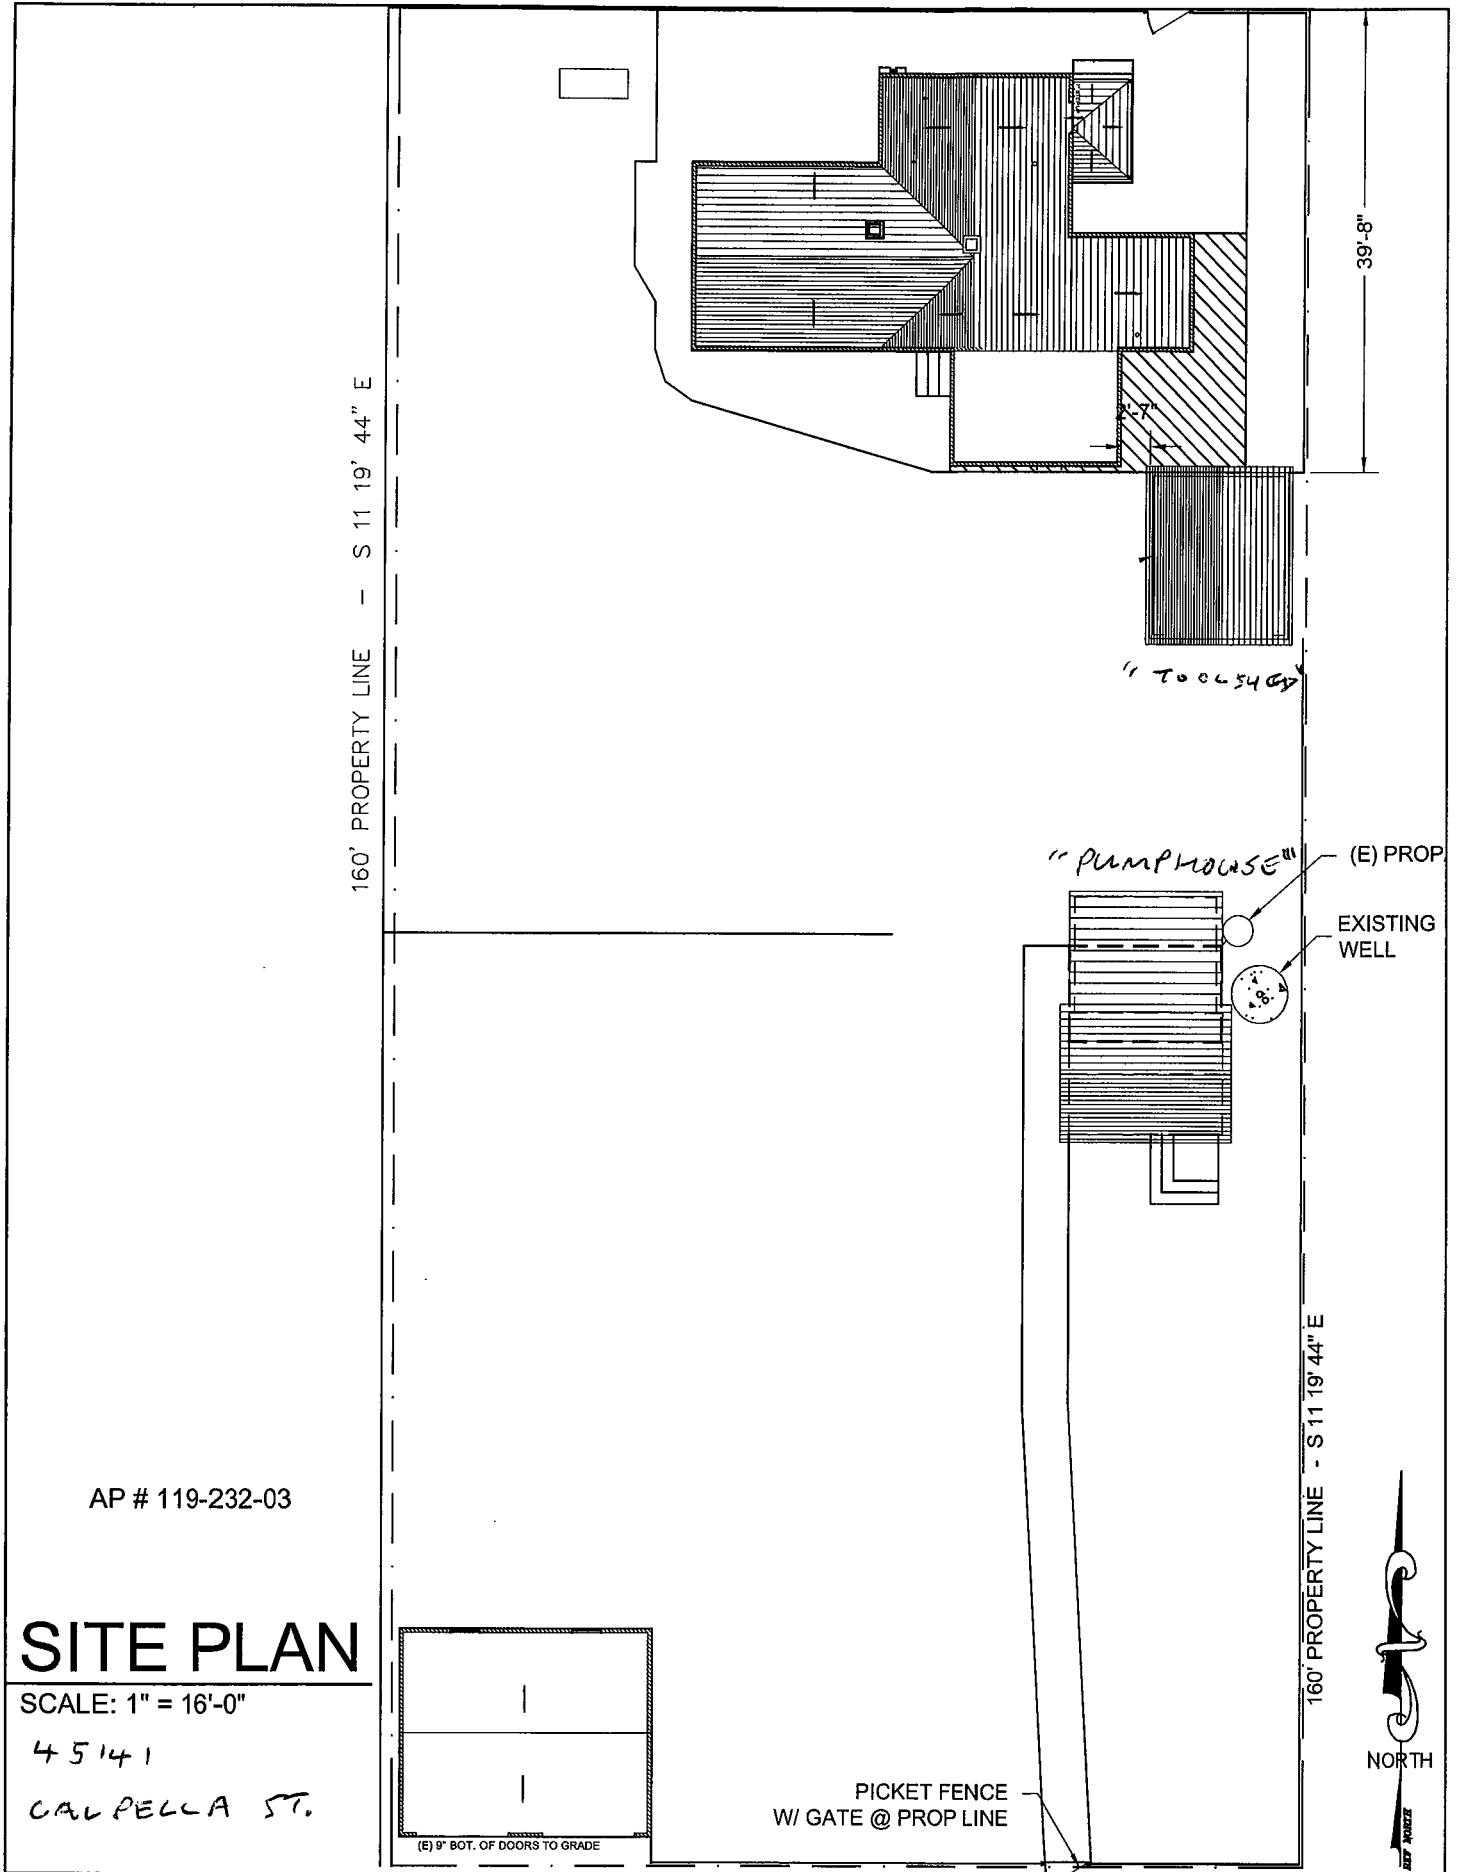 39'-8"
2'-7"
160' PROPERTY LINE - S 11 19' 44" E
" TOOLSHED
"PUMPHOUSE"
(E) PROP
EXISTING
WELL
160' PROPERTY LINE - S 11 19' 44" E
AP # 119-232-03
SITE PLAN
SCALE: 1" = 16'-0"
45141
CALPELLA ST.
(E) 9" BOT. OF DOORS TO GRADE
PICKET FENCE
W/ GATE @ PROP LINE
NORTH
REF NORTH